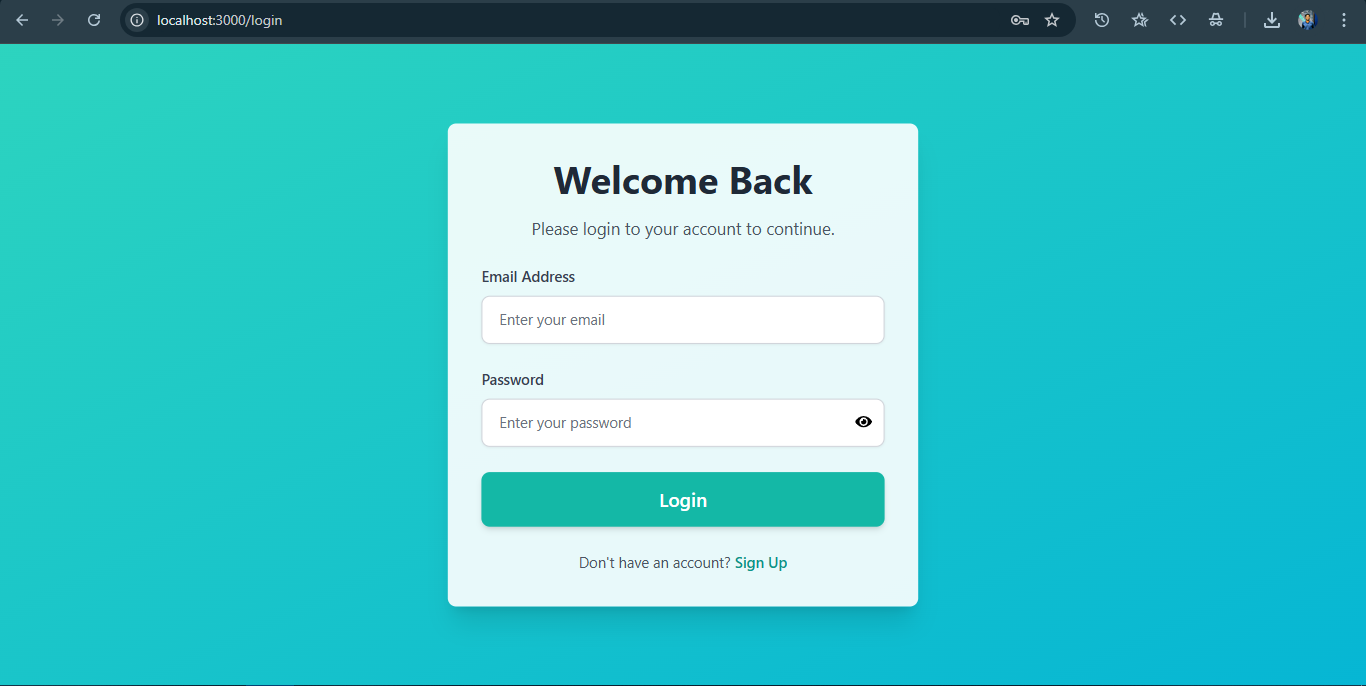 localhost:3000/login
Welcome Back
Please login to your account to continue.
Email Address
Enter your email
Password
Enter your password
Login
Don't have an account? Sign Up